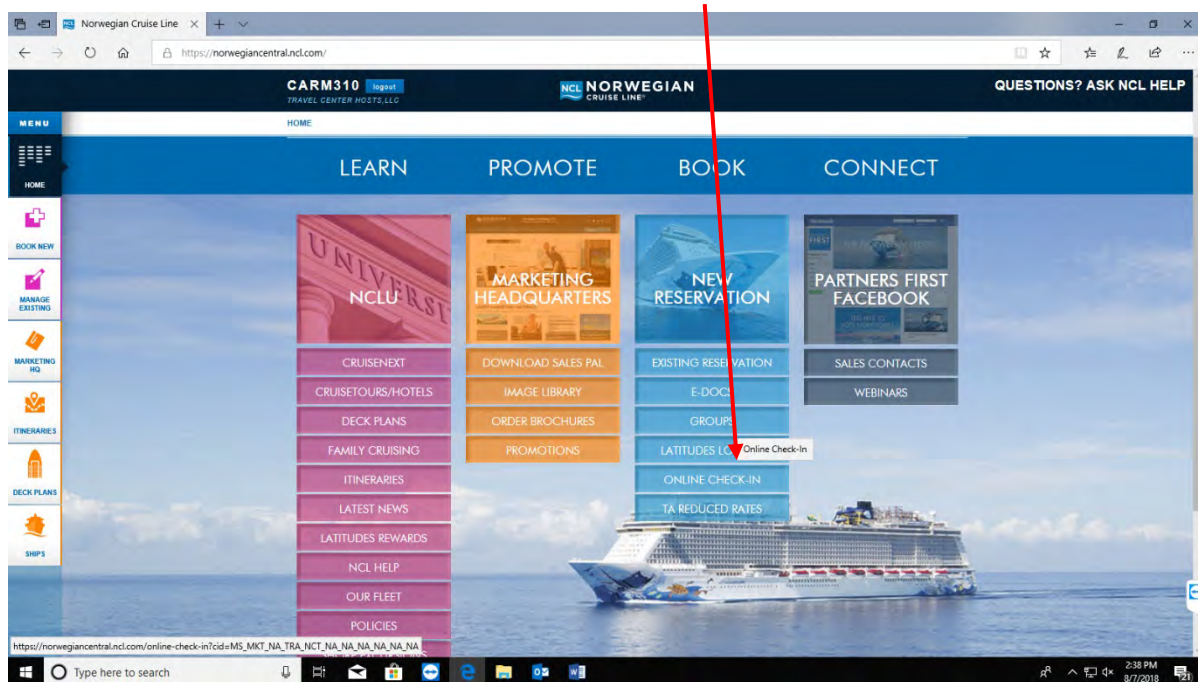 Norwegian Cruise Line
https://norwegiancentral.ncl.com/
CARM310 logout
TRAVEL CENTER HOSTS,LLC
NCL NORWEGIAN
CRUISE LINE®
QUESTIONS? ASK NCL HELP
MENU
HOME
HOME
BOOK NEW
MANAGE
EXISTING
MARKETING
HQ
ITINERARIES
DECK PLANS
SHIPS
LEARN
PROMOTE
BOOK
CONNECT
UNIVERS
NCLU
CRUISENEXT
CRUISETOURS/HOTELS
DECK PLANS
FAMILY CRUISING
ITINERARIES
LATEST NEWS
LATITUDES REWARDS
NCL HELP
OUR FLEET
POLICIES
MARKETING
HEADQUARTERS
DOWNLOAD SALES PAL
IMAGE LIBRARY
ORDER BROCHURES
PROMOTIONS
NEW
RESERVATION
EXISTING RESERVATION
E-DOCS
GROUPS
LATITUDES
Online Check-In
ONLINE CHECK-IN
TA REDUCED RATES
FIRST
PARTNERS FIRST
FACEBOOK
SALES CONTACTS
WEBINARS
https://norwegiancentral.ncl.com/online-check-in?cid=MS_MKT_NA_TRA_NCT_NA_NA_NA_NA_NA_NA
Type here to search
2:38 PM
8/7/2018
21